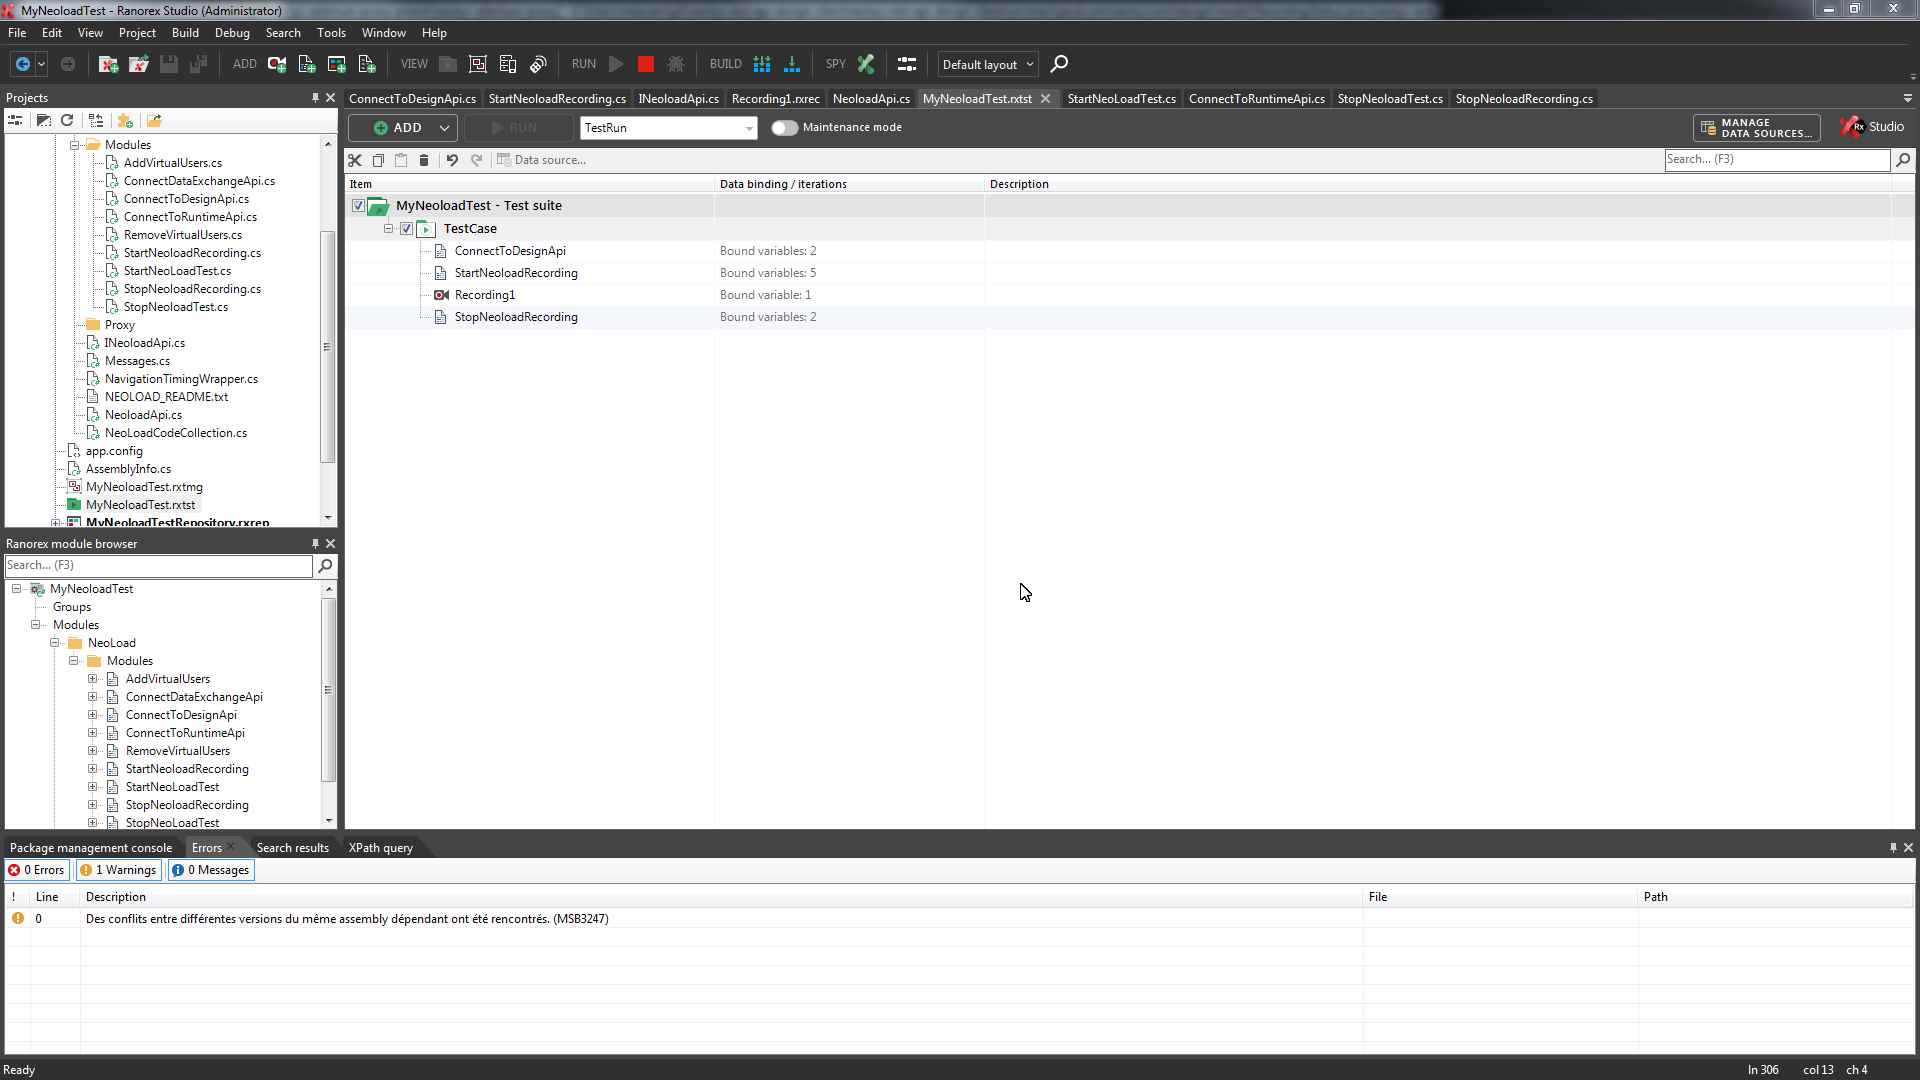 MyNeoloadTest - Ranorex Studio (Administrator)
File Edit View Project Build Debug Search Tools Window Help
ADD VIEW RUN BUILD SPY Default layout
Projects
ConnectToDesignApi.cs StartNeoloadRecording.cs INeoloadApi.cs Recording1.rxrec NeoloadApi.cs MyNeoloadTest.rxtst StartNeoLoadTest.cs ConnectToRuntimeApi.cs StopNeoloadTest.cs StopNeoloadRecording.cs
ADD RUN TestRun Maintenance mode MANAGE DATA SOURCES... Rx Studio
Data source... Search... (F3)
Item Data binding / iterations Description
MyNeoloadTest - Test suite
TestCase
ConnectToDesignApi Bound variables: 2
StartNeoloadRecording Bound variables: 5
Recording1 Bound variable: 1
StopNeoloadRecording Bound variables: 2
Modules
AddVirtualUsers.cs
ConnectDataExchangeApi.cs
ConnectToDesignApi.cs
ConnectToRuntimeApi.cs
RemoveVirtualUsers.cs
StartNeoloadRecording.cs
StartNeoLoadTest.cs
StopNeoloadRecording.cs
StopNeoloadTest.cs
Proxy
INeoloadApi.cs
Messages.cs
NavigationTimingWrapper.cs
NEOLOAD_README.txt
NeoloadApi.cs
NeoLoadCodeCollection.cs
app.config
AssemblyInfo.cs
MyNeoloadTest.rxtmg
MyNeoloadTest.rxtst
MyNeoloadTestRepository.rxrep
Ranorex module browser
Search... (F3)
MyNeoloadTest
Groups
Modules
NeoLoad
Modules
AddVirtualUsers
ConnectDataExchangeApi
ConnectToDesignApi
ConnectToRuntimeApi
RemoveVirtualUsers
StartNeoloadRecording
StartNeoLoadTest
StopNeoloadRecording
StopNeoLoadTest
Package management console Errors Search results XPath query
0 Errors 1 Warnings 0 Messages
! Line Description File Path
0 Des conflits entre différentes versions du même assembly dépendant ont été rencontrés. (MSB3247)
Ready ln 306 col 13 ch 4